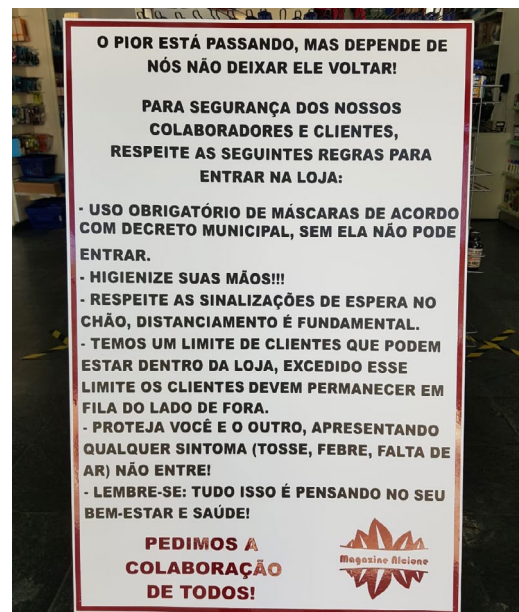 O PIOR ESTÁ PASSANDO, MAS DEPENDE DE
NÓS NÃO DEIXAR ELE VOLTAR!
PARA SEGURANÇA DOS NOSSOS
COLABORADORES E CLIENTES,
RESPEITE AS SEGUINTES REGRAS PARA
ENTRAR NA LOJA:
- USO OBRIGATÓRIO DE MÁSCARAS DE ACORDO
COM DECRETO MUNICIPAL, SEM ELA NÃO PODE
ENTRAR.
- HIGIENIZE SUAS MÃOS!!!
- RESPEITE AS SINALIZAÇÕES DE ESPERA NO
CHÃO, DISTANCIAMENTO É FUNDAMENTAL.
- TEMOS UM LIMITE DE CLIENTES QUE PODEM
ESTAR DENTRO DA LOJA, EXCEDIDO ESSE
LIMITE OS CLIENTES DEVEM PERMANECER EM
FILA DO LADO DE FORA.
- PROTEJA VOCÊ E O OUTRO, APRESENTANDO
QUALQUER SINTOMA (TOSSE, FEBRE, FALTA DE
AR) NÃO ENTRE!
- LEMBRE-SE: TUDO ISSO É PENSANDO NO SEU
BEM-ESTAR E SAÚDE!
PEDIMOS A
COLABORAÇÃO
DE TODOS!
Magazine Alcione